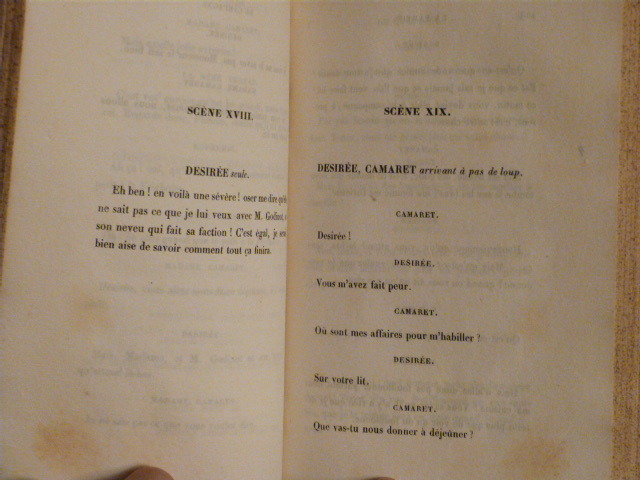 SCÈNE XVIII.
DESIRÉE seule.
Eh ben ! en voilà une sévère! oser me dire qu'elle
ne sait pas ce que je lui veux avec M. Godinot,
son neveu qui fait sa faction ! C'est égal, je
bien aise de savoir comment tout ça finira.
SCÈNE XIX.
DESIRÉE, CAMARET arrivant à pas de loup.
CAMARET.
Desirée !
DESIRÉE.
Vous m'avez fait peur.
CAMARET.
Où sont mes affaires pour m'habiller ?
DESIRÉE.
Sur votre lit.
CAMARET.
Que vas-tu nous donner à déjeûner ?